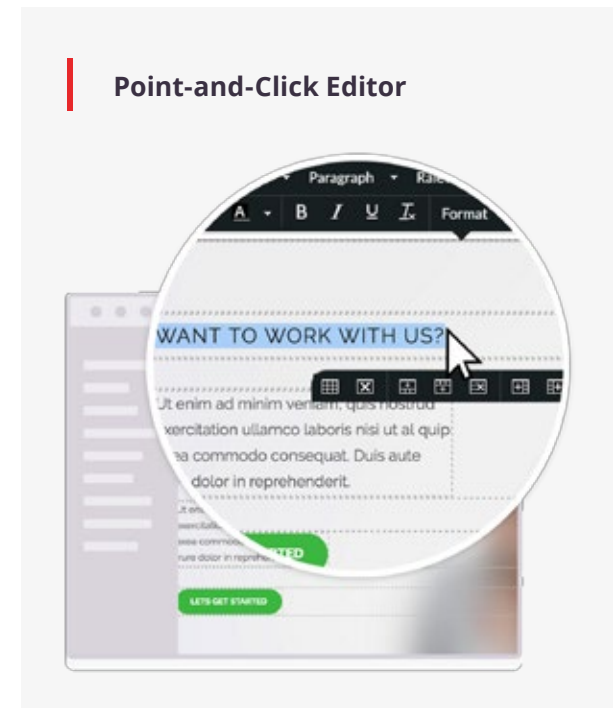 Point-and-Click Editor
Paragraph
A B I U Tx Format
WANT TO WORK WITH US?
Ut enim ad minim veniam, quis nostrud
exercitation ullamco laboris nisi ut al quip
ea commodo consequat. Duis aute
dolor in reprehenderit.
LETS GET STARTED